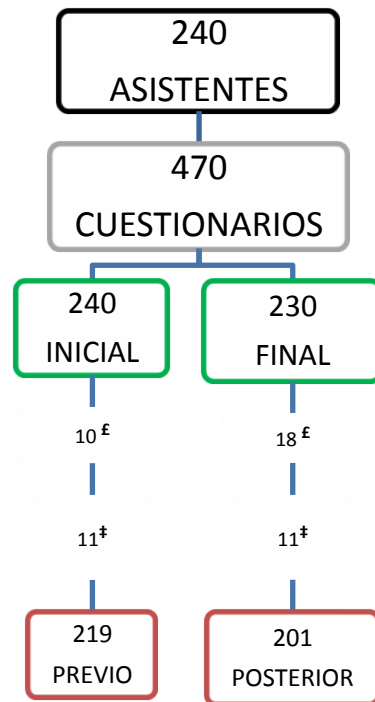 240
ASISTENTES
470
CUESTIONARIOS
240
INICIAL
230
FINAL
10 £
18 £
11‡
11‡
219
PREVIO
201
POSTERIOR